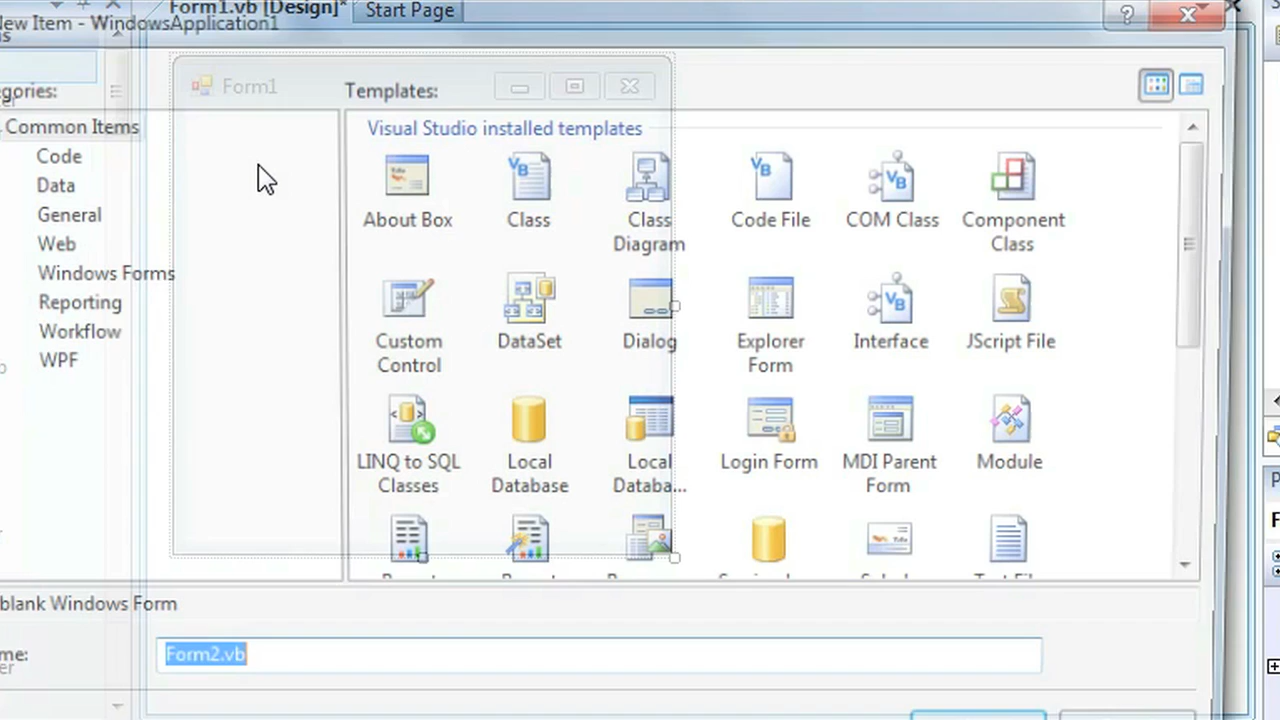 Form1.vb [Design]*
Start Page
New Item - WindowsApplication1
Form1
Templates:
Common Items
Code
Data
General
Web
Windows Forms
Reporting
Workflow
WPF
Visual Studio installed templates
About Box
Class
Class Diagram
Code File
COM Class
Component Class
Custom Control
DataSet
Dialog
Explorer Form
Interface
JScript File
LINQ to SQL Classes
Local Database
Local Databa...
Login Form
MDI Parent Form
Module
blank Windows Form
Form2.vb